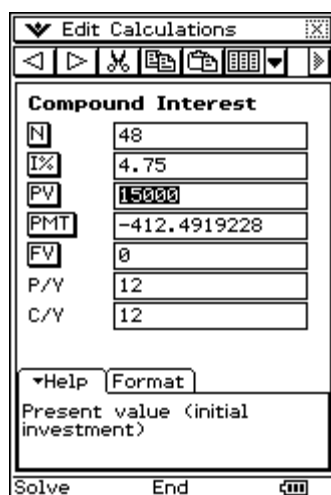 Edit Calculations
Compound Interest
N 48
I% 4.75
PV 15000
PMT -412.4919228
FV 0
P/Y 12
C/Y 12
Help Format
Present value (initial
investment)
Solve End